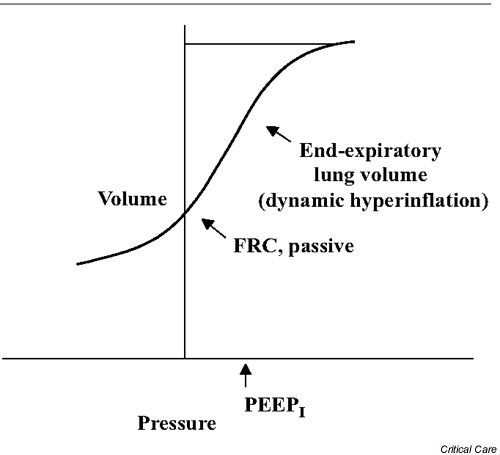 End-expiratory
lung volume
(dynamic hyperinflation)
Volume
FRC, passive
PEEPI
Pressure
Critical Care